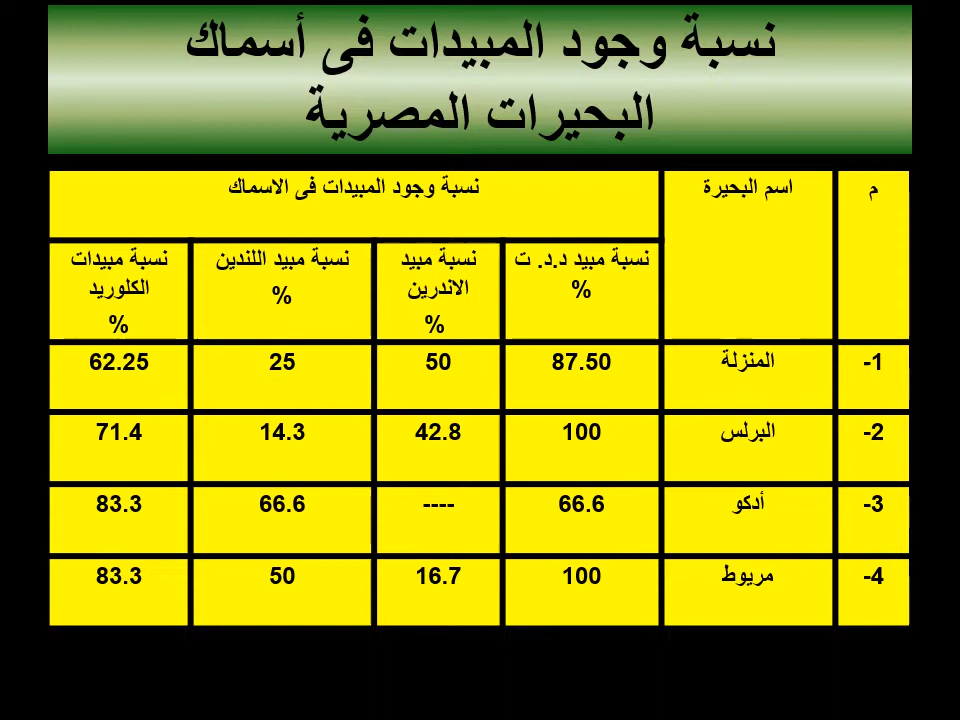 نسبة وجود المبيدات فى أسماك
البحيرات المصرية
م
اسم البحيرة
نسبة وجود المبيدات فى الاسماك
نسبة مبيد د.د. ت
%
نسبة مبيد
الاندرين
%
نسبة مبيد اللندين
%
نسبة مبيدات
الكلوريد
%
1-
المنزلة
87.50
50
25
62.25
2-
البرلس
100
42.8
14.3
71.4
3-
أدكو
66.6
----
66.6
83.3
4-
مريوط
100
16.7
50
83.3